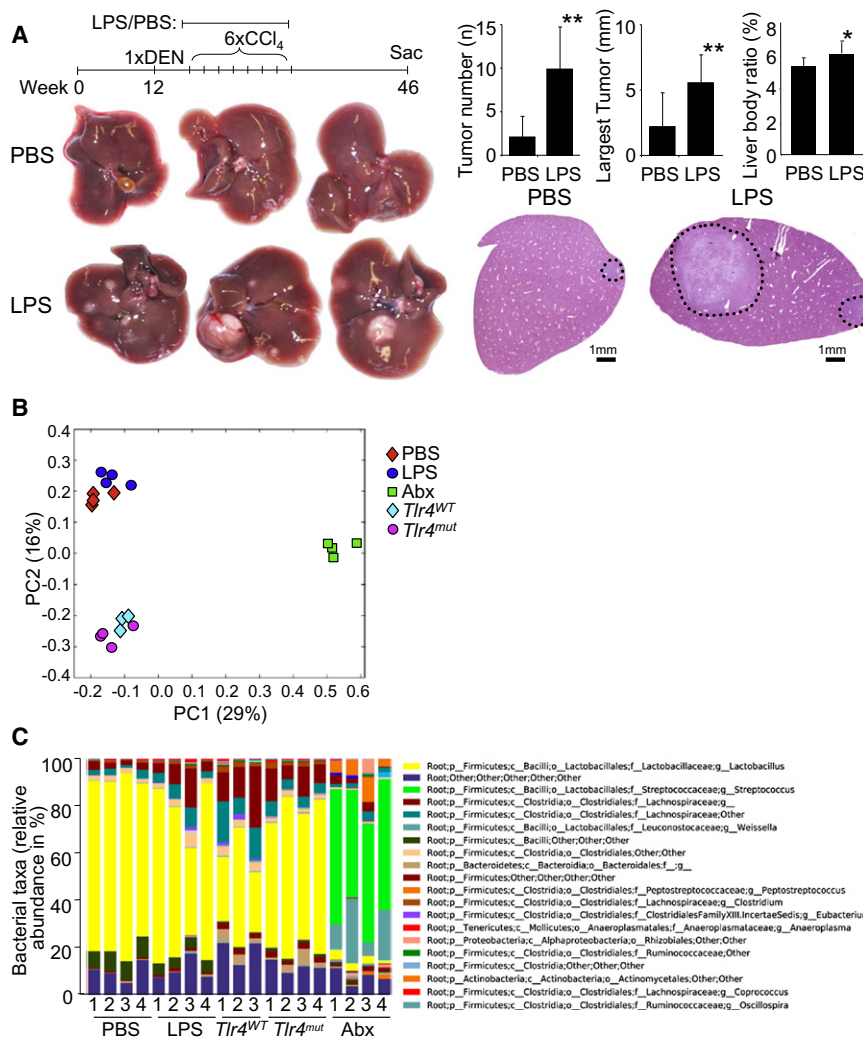 A
LPS/PBS:
1xDEN
6xCCl4
Sac
Week 0
12
46
PBS
LPS
Tumor number (n)
15
10
5
0
PBS LPS
**
Largest Tumor (mm)
10
5
0
PBS LPS
**
Liver body ratio (%)
8
6
4
2
0
PBS LPS
*
PBS
LPS
1mm
1mm
B
PC2 (16%)
0.4
0.3
0.2
0.1
0.0
-0.1
-0.2
-0.3
-0.4
-0.2 -0.1 0.0 0.1 0.2 0.3 0.4 0.5 0.6
PC1 (29%)
PBS
LPS
Abx
Tlr4WT
Tlr4mut
C
Bacterial taxa (relative
abundance in %)
100
80
60
40
20
0
1 2 3 4 1 2 3 4 1 2 3 1 2 3 4 1 2 3 4
PBS LPS Tlr4WT Tlr4mut Abx
Root;p__Firmicutes;c__Bacilli;o__Lactobacillales;f__Lactobacillaceae;g__Lactobacillus
Root;Other;Other;Other;Other;Other
Root;p__Firmicutes;c__Bacilli;o__Lactobacillales;f__Streptococcaceae;g__Streptococcus
Root;p__Firmicutes;c__Clostridia;o__Clostridiales;f__Lachnospiraceae;g__
Root;p__Firmicutes;c__Clostridia;o__Clostridiales;f__Lachnospiraceae;Other
Root;p__Firmicutes;c__Bacilli;o__Lactobacillales;f__Leuconostocaceae;g__Weissella
Root;p__Firmicutes;c__Bacilli;Other;Other;Other
Root;p__Firmicutes;c__Clostridia;o__Clostridiales;Other;Other
Root;p__Bacteroidetes;c__Bacteroidia;o__Bacteroidales;f__;g__
Root;p__Firmicutes;Other;Other;Other;Other
Root;p__Firmicutes;c__Clostridia;o__Clostridiales;f__Peptostreptococcaceae;g__Peptostreptococcus
Root;p__Firmicutes;c__Clostridia;o__Clostridiales;f__Lachnospiraceae;g__Clostridium
Root;p__Firmicutes;c__Clostridia;o__Clostridiales;f__ClostridialesFamilyXIII.IncertaeSedis;g__Eubacterium
Root;p__Tenericutes;c__Mollicutes;o__Anaeroplasmatales;f__Anaeroplasmataceae;g__Anaeroplasma
Root;p__Proteobacteria;c__Alphaproteobacteria;o__Rhizobiales;Other;Other
Root;p__Firmicutes;c__Clostridia;o__Clostridiales;f__Ruminococcaceae;Other
Root;p__Firmicutes;c__Clostridia;Other;Other;Other
Root;p__Actinobacteria;c__Actinobacteria;o__Actinomycetales;Other;Other
Root;p__Firmicutes;c__Clostridia;o__Clostridiales;f__Lachnospiraceae;g__Coprococcus
Root;p__Firmicutes;c__Clostridia;o__Clostridiales;f__Ruminococcaceae;g__Oscillospira